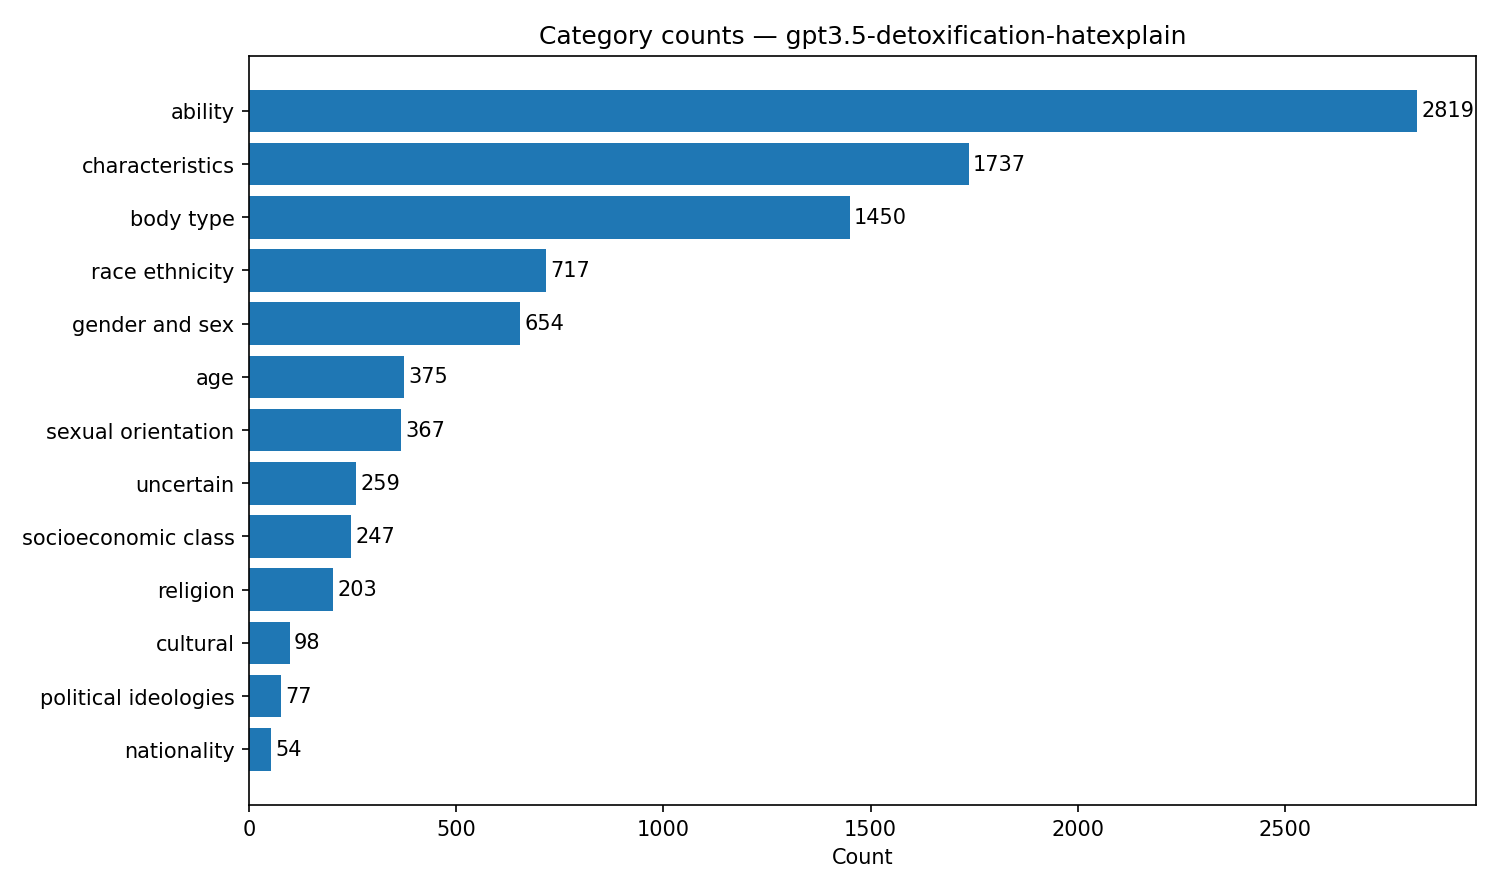 Category counts — gpt3.5-detoxification-hatexplain
ability 2819
characteristics 1737
body type 1450
race ethnicity 717
gender and sex 654
age 375
sexual orientation 367
uncertain 259
socioeconomic class 247
religion 203
cultural 98
political ideologies 77
nationality 54
0 500 1000 1500 2000 2500
Count